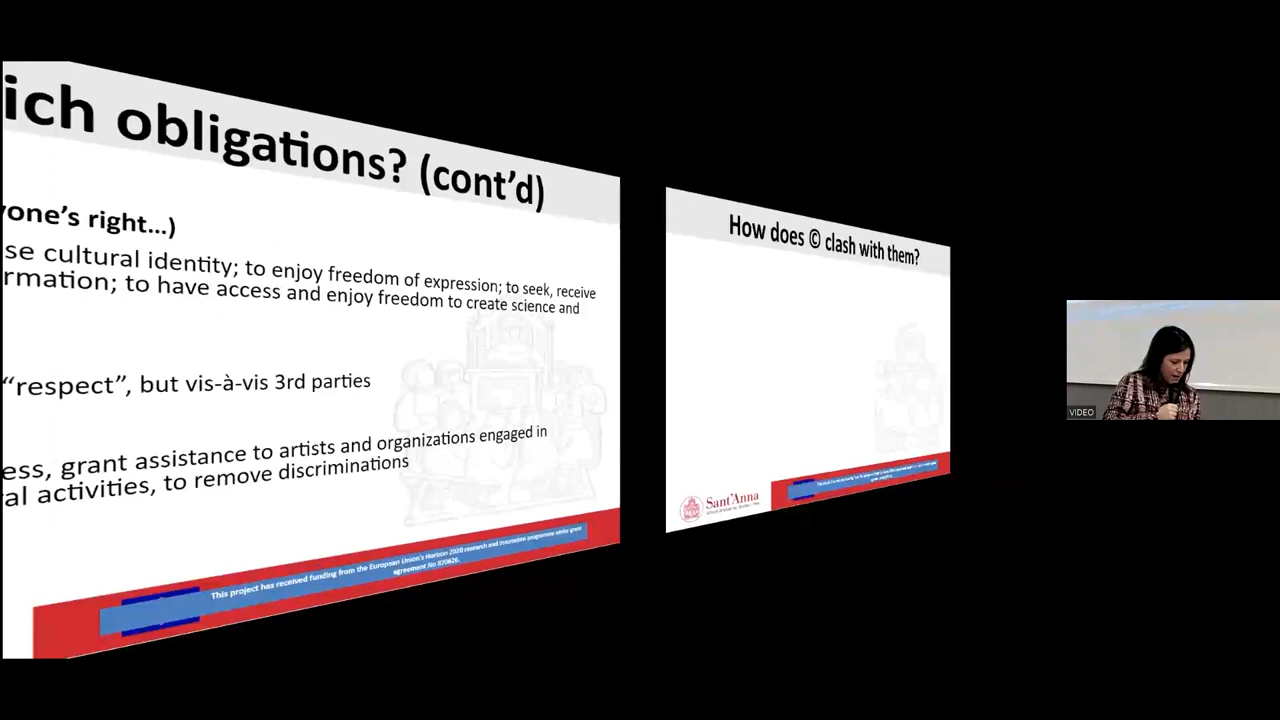 ich obligations? (cont’d)
yone’s right...)
se cultural identity; to enjoy freedom of expression; to seek, receive
rmation; to have access and enjoy freedom to create science and
“respect”, but vis-à-vis 3rd parties
ess, grant assistance to artists and organizations engaged in
al activities, to remove discriminations
This project has received funding from the European Union’s Horizon 2020 research and innovation programme under grant
agreement No 870626.
How does © clash with them?
Sant’Anna
VIDEO